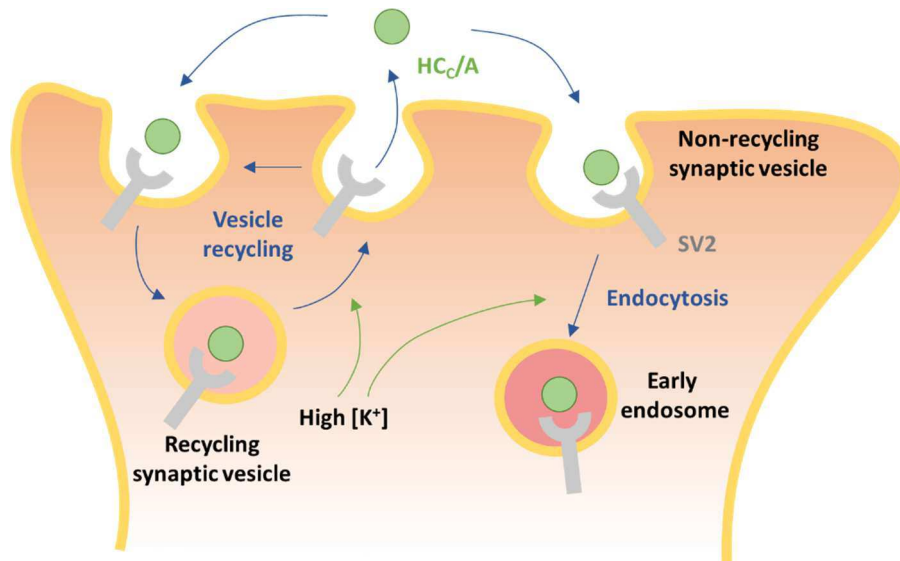 HCC/A
Non-recycling
synaptic vesicle
Vesicle
recycling
SV2
Endocytosis
High [K+]
Early
endosome
Recycling
synaptic vesicle